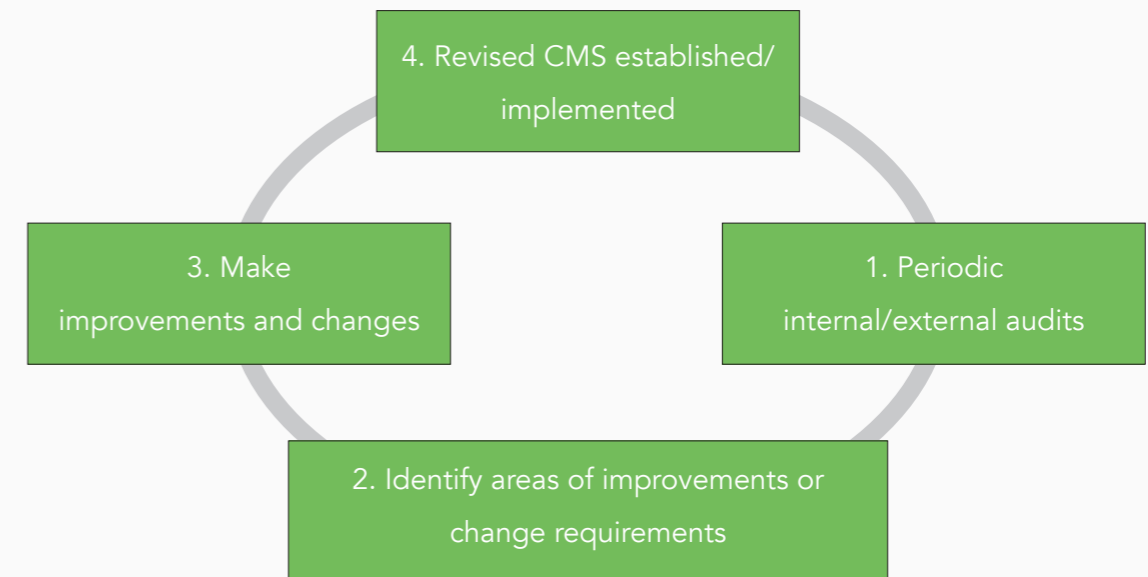 4. Revised CMS established/
implemented
3. Make
improvements and changes
1. Periodic
internal/external audits
2. Identify areas of improvements or
change requirements